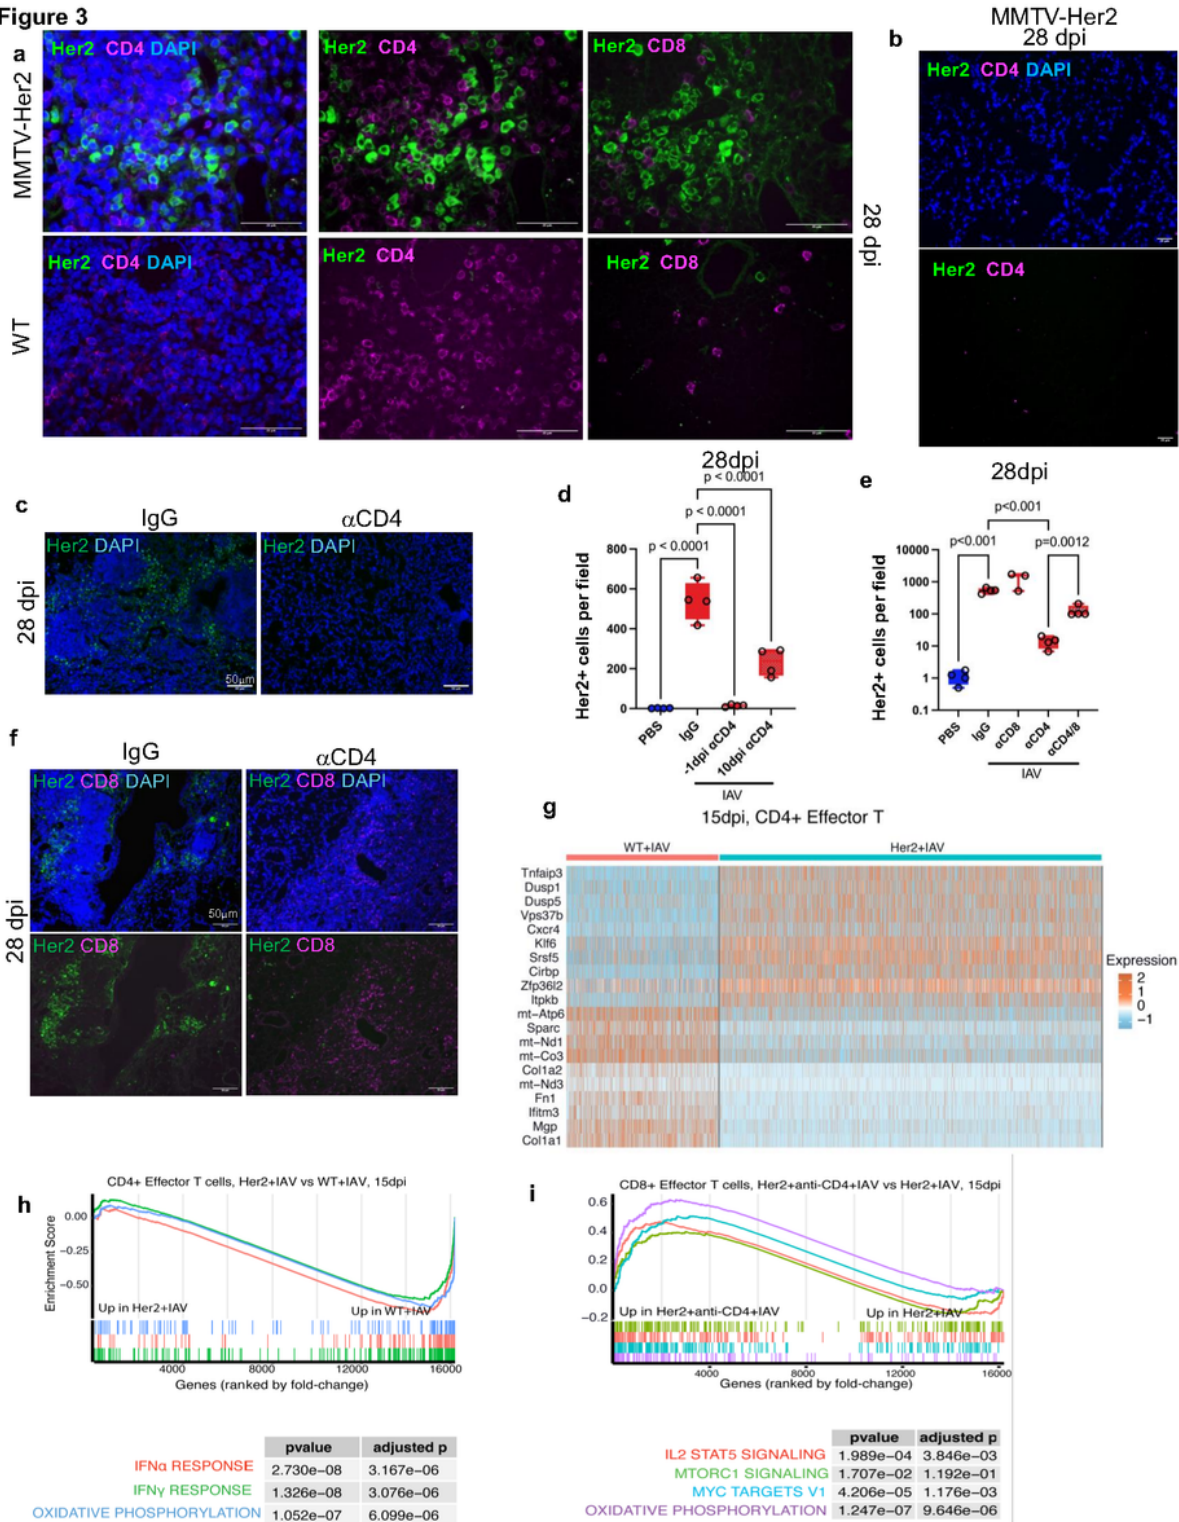 Figure 3
a
MMTV-Her2
Her2 CD4 DAPI
Her2 CD4
Her2 CD8
WT
Her2 CD4 DAPI
Her2 CD4
Her2 CD8
28 dpi
b
MMTV-Her2
28 dpi
Her2 CD4 DAPI
Her2 CD4
c
IgG
αCD4
28 dpi
Her2 DAPI
50μm
Her2 DAPI
d
28dpi
p < 0.0001
p < 0.0001
p < 0.0001
Her2+ cells per field
800
600
400
200
0
PBS
IgG
-1dpi αCD4
10dpi αCD4
IAV
e
28dpi
p<0.001
p<0.001
p=0.0012
Her2+ cells per field
10000
1000
100
10
1
0.1
PBS
IgG
αCD8
αCD4
αCD4/8
IAV
f
IgG
αCD4
28 dpi
Her2 CD8 DAPI
50μm
Her2 CD8 DAPI
Her2 CD8
Her2 CD8
g
15dpi, CD4+ Effector T
WT+IAV
Her2+IAV
Tnfaip3
Dusp1
Dusp5
Vps37b
Cxcr4
Klf6
Srsf5
Cirbp
Zfp36l2
Itpkb
mt-Atp6
Sparc
mt-Nd1
mt-Co3
Col1a2
mt-Nd3
Fn1
Ifitm3
Mgp
Col1a1
Expression
2
1
0
-1
h
CD4+ Effector T cells, Her2+IAV vs WT+IAV, 15dpi
Enrichment Score
0.00
-0.25
-0.50
Up in Her2+IAV
Up in WT+IAV
4000 8000 12000 16000
Genes (ranked by fold-change)
pvalue adjusted p
IFNα RESPONSE 2.730e-08 3.167e-06
IFNγ RESPONSE 1.326e-08 3.076e-06
OXIDATIVE PHOSPHORYLATION 1.052e-07 6.099e-06
i
CD8+ Effector T cells, Her2+anti-CD4+IAV vs Her2+IAV, 15dpi
0.6
0.4
0.2
0.0
-0.2
Up in Her2+anti-CD4+IAV
Up in Her2+IAV
4000 8000 12000 16000
Genes (ranked by fold-change)
pvalue adjusted p
IL2 STAT5 SIGNALING 1.989e-04 3.846e-03
MTORC1 SIGNALING 1.707e-02 1.192e-01
MYC TARGETS V1 4.206e-05 1.176e-03
OXIDATIVE PHOSPHORYLATION 1.247e-07 9.646e-06